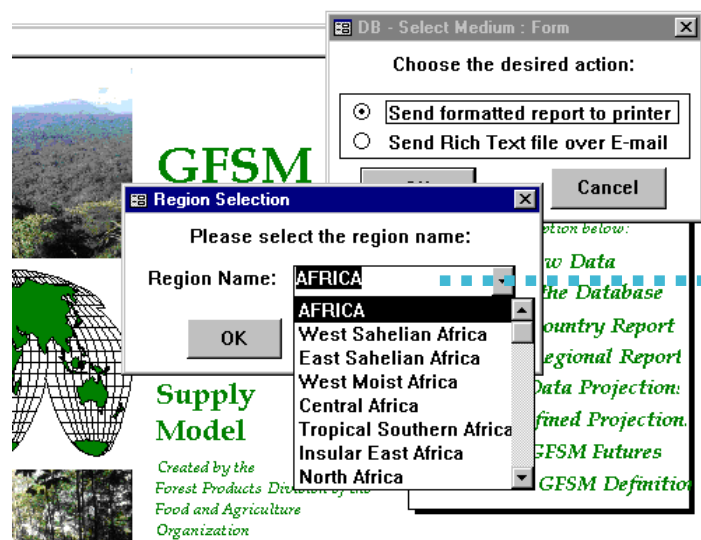 DB - Select Medium : Form
Choose the desired action:
Send formatted report to printer
Send Rich Text file over E-mail
Cancel
GFSM
Region Selection
Please select the region name:
Region Name: AFRICA
AFRICA
West Sahelian Africa
East Sahelian Africa
West Moist Africa
Central Africa
Tropical Southern Africa
Insular East Africa
North Africa
OK
below:
Data
the Database
Report
Report
Data Projection
Projection
GFSM Futures
GFSM Definitio
Supply
Model
Created by the
Forest Products Division of the
Food and Agriculture
Organization